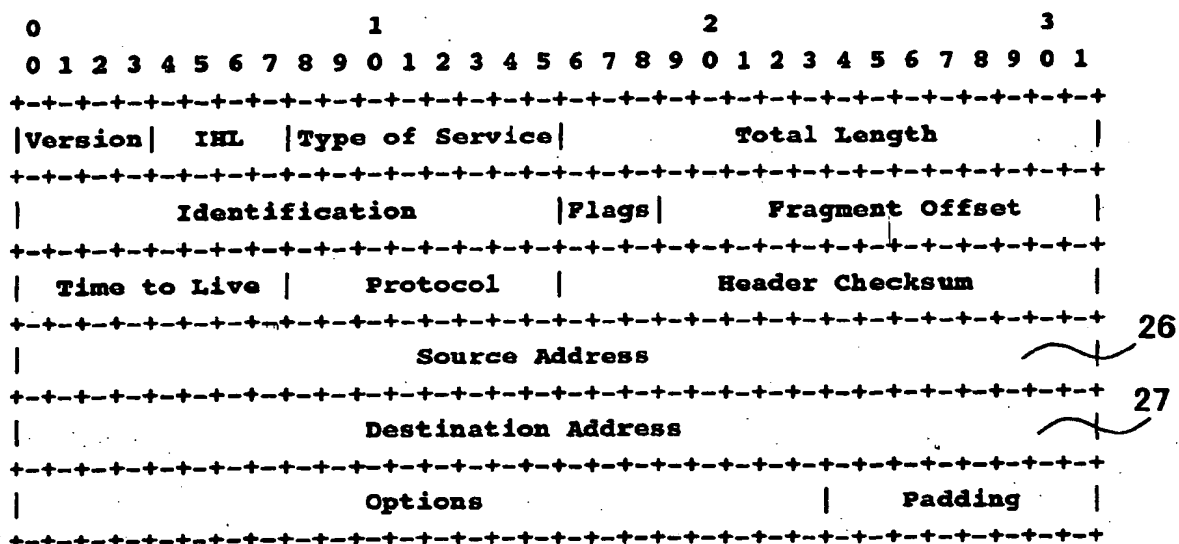 0                   1                   2                   3
0 1 2 3 4 5 6 7 8 9 0 1 2 3 4 5 6 7 8 9 0 1 2 3 4 5 6 7 8 9 0 1
+-+-+-+-+-+-+-+-+-+-+-+-+-+-+-+-+-+-+-+-+-+-+-+-+-+-+-+-+-+-+-+-+
|Version| IHL |Type of Service| Total Length |
+-+-+-+-+-+-+-+-+-+-+-+-+-+-+-+-+-+-+-+-+-+-+-+-+-+-+-+-+-+-+-+-+
| Identification |Flags| Fragment Offset |
+-+-+-+-+-+-+-+-+-+-+-+-+-+-+-+-+-+-+-+-+-+-+-+-+-+-+-+-+-+-+-+-+
| Time to Live | Protocol | Header Checksum |
+-+-+-+-+-+-+-+-+-+-+-+-+-+-+-+-+-+-+-+-+-+-+-+-+-+-+-+-+-+-+-+-+
| Source Address | 26
+-+-+-+-+-+-+-+-+-+-+-+-+-+-+-+-+-+-+-+-+-+-+-+-+-+-+-+-+-+-+-+-+
| Destination Address | 27
+-+-+-+-+-+-+-+-+-+-+-+-+-+-+-+-+-+-+-+-+-+-+-+-+-+-+-+-+-+-+-+-+
| Options | Padding |
+-+-+-+-+-+-+-+-+-+-+-+-+-+-+-+-+-+-+-+-+-+-+-+-+-+-+-+-+-+-+-+-+